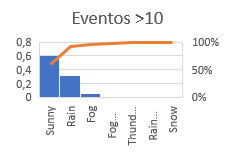 Eventos >10
0,8
0,6
0,4
0,2
0
100%
50%
0%
Sunny
Rain
Fog
Fog...
Thund...
Rain...
Snow